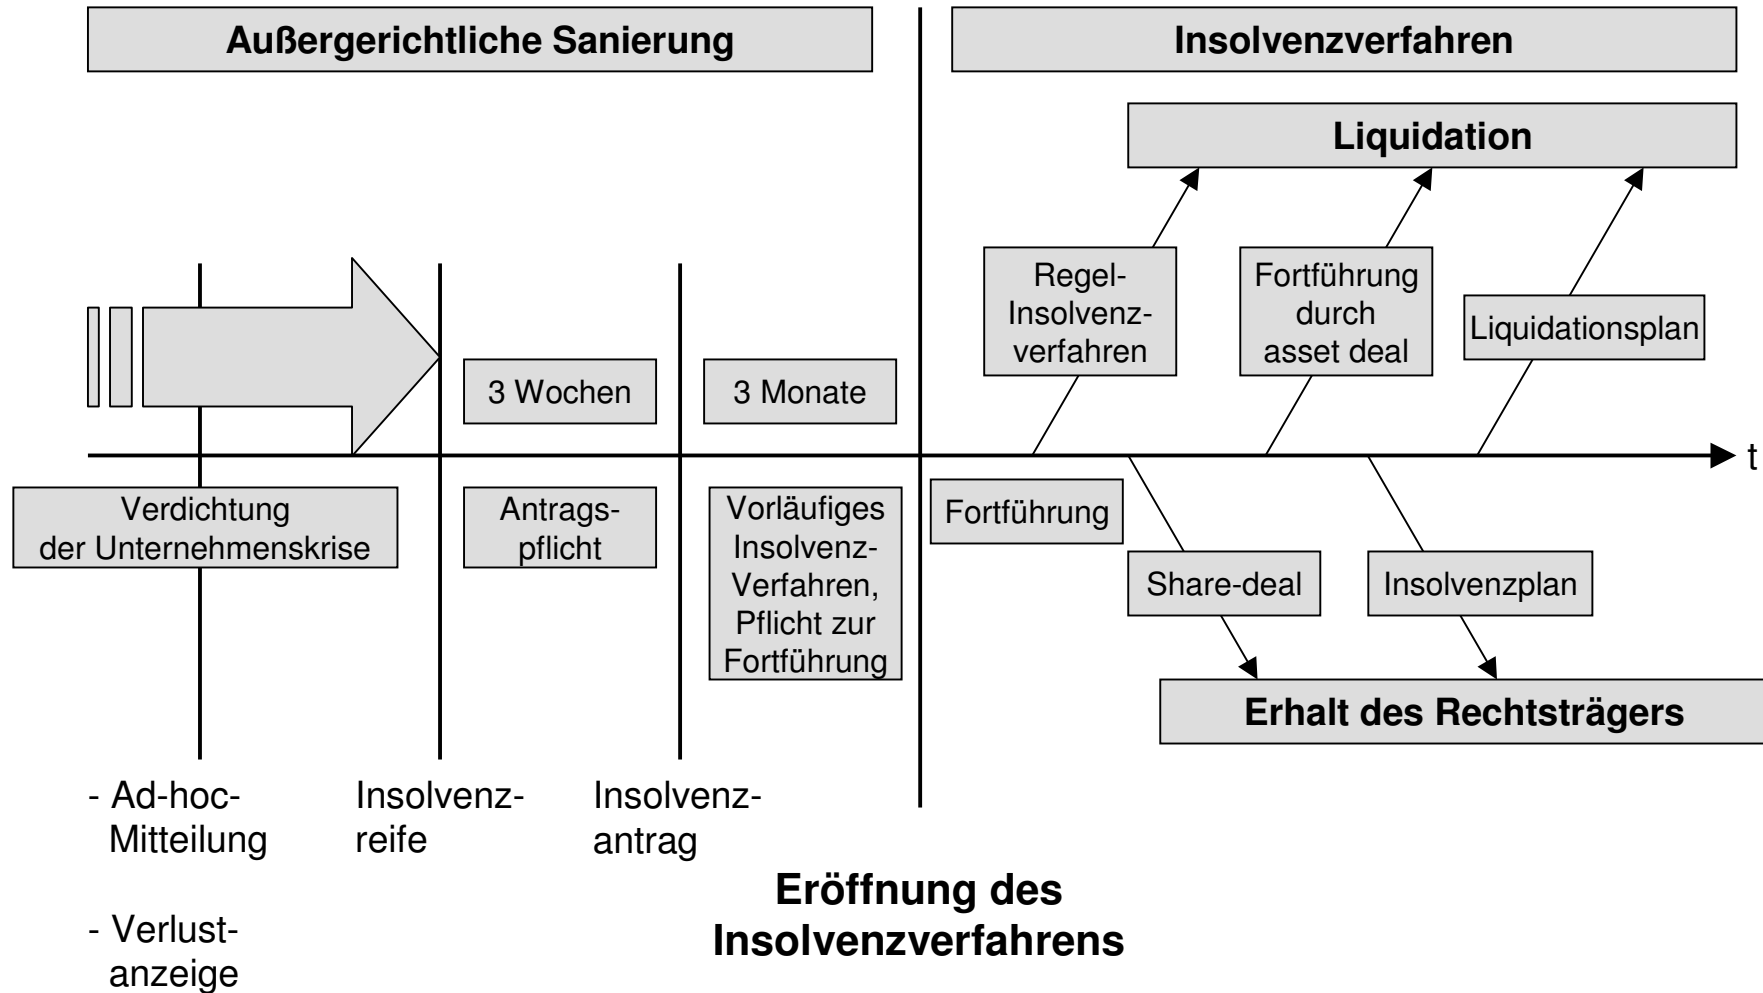 Außergerichtliche Sanierung
Insolvenzverfahren
Liquidation
Regel-
Insolvenz-
verfahren
Fortführung
durch
asset deal
Liquidationsplan
3 Wochen
3 Monate
t
Verdichtung
der Unternehmenskrise
Antrags-
pflicht
Vorläufiges
Insolvenz-
Verfahren,
Pflicht zur
Fortführung
Fortführung
Share-deal
Insolvenzplan
Erhalt des Rechtsträgers
- Ad-hoc-
Mitteilung
- Verlust-
anzeige
Insolvenz-
reife
Insolvenz-
antrag
Eröffnung des
Insolvenzverfahrens